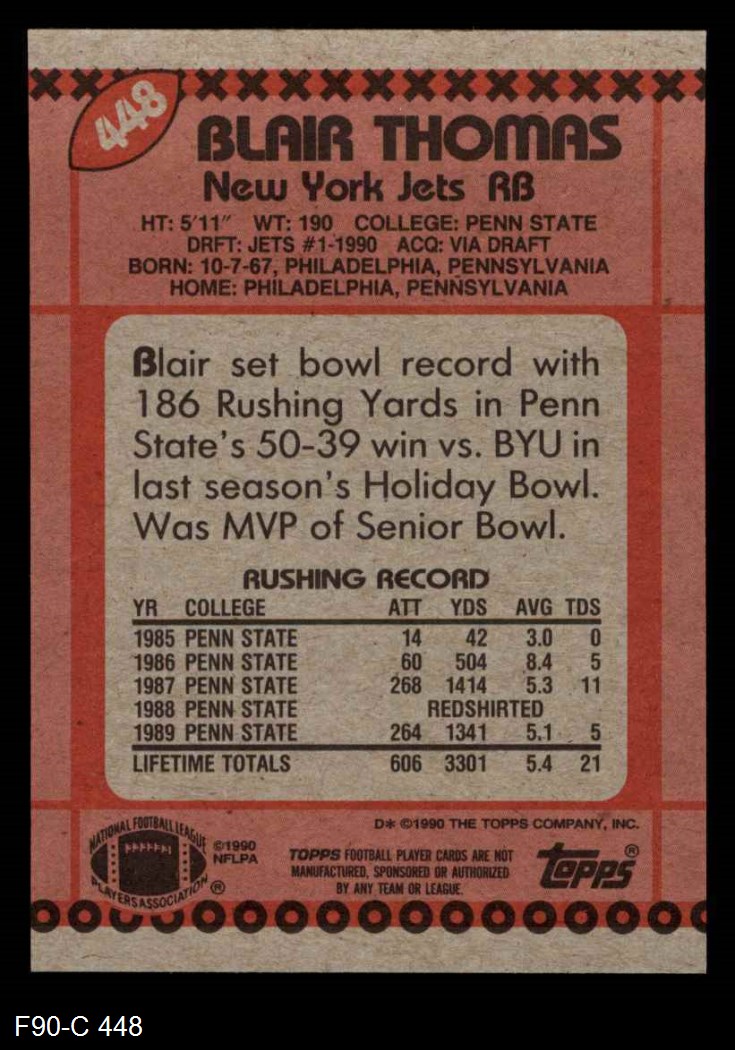 448
BLAIR THOMAS
New York Jets RB
HT: 5'11" WT: 190 COLLEGE: PENN STATE
DRFT: JETS #1-1990 ACQ: VIA DRAFT
BORN: 10-7-67, PHILADELPHIA, PENNSYLVANIA
HOME: PHILADELPHIA, PENNSYLVANIA
Blair set bowl record with
186 Rushing Yards in Penn
State's 50-39 win vs. BYU in
last season's Holiday Bowl.
Was MVP of Senior Bowl.
RUSHING RECORD
YR COLLEGE ATT YDS AVG TDS
1985 PENN STATE 14 42 3.0 0
1986 PENN STATE 60 504 8.4 5
1987 PENN STATE 268 1414 5.3 11
1988 PENN STATE REDSHIRTED
1989 PENN STATE 264 1341 5.1 5
LIFETIME TOTALS 606 3301 5.4 21
D* ©1990 THE TOPPS COMPANY, INC.
NATIONAL FOOTBALL LEAGUE
PLAYERS ASSOCIATION ®
©1990
NFLPA
TOPPS FOOTBALL PLAYER CARDS ARE NOT
MANUFACTURED, SPONSORED OR AUTHORIZED
BY ANY TEAM OR LEAGUE.
topps®
F90-C 448